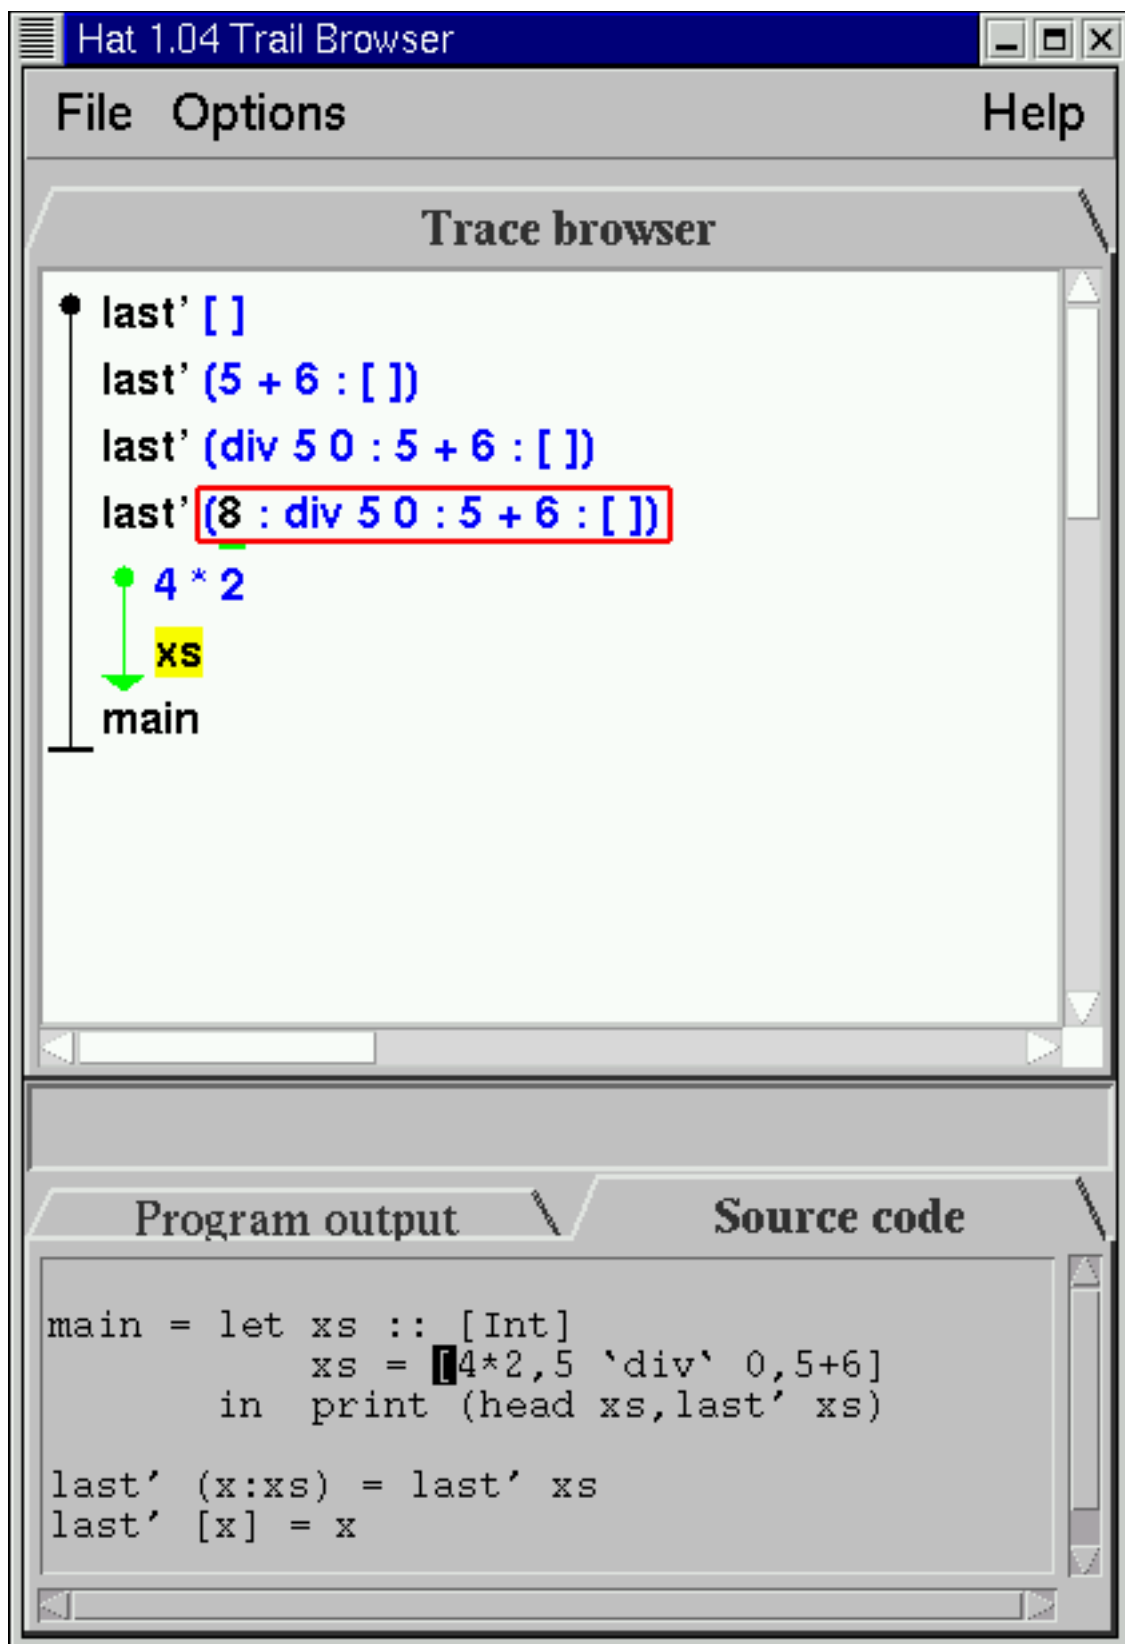 Hat 1.04 Trail Browser
File Options Help
Trace browser
last' [ ]
last' (5 + 6 : [ ])
last' (div 5 0 : 5 + 6 : [ ])
last' (8 : div 5 0 : 5 + 6 : [ ])
4 * 2
xs
main
Program output Source code
main = let xs :: [Int]
           xs = [4*2,5 `div` 0,5+6]
       in  print (head xs,last' xs)
last' (x:xs) = last' xs
last' [x] = x